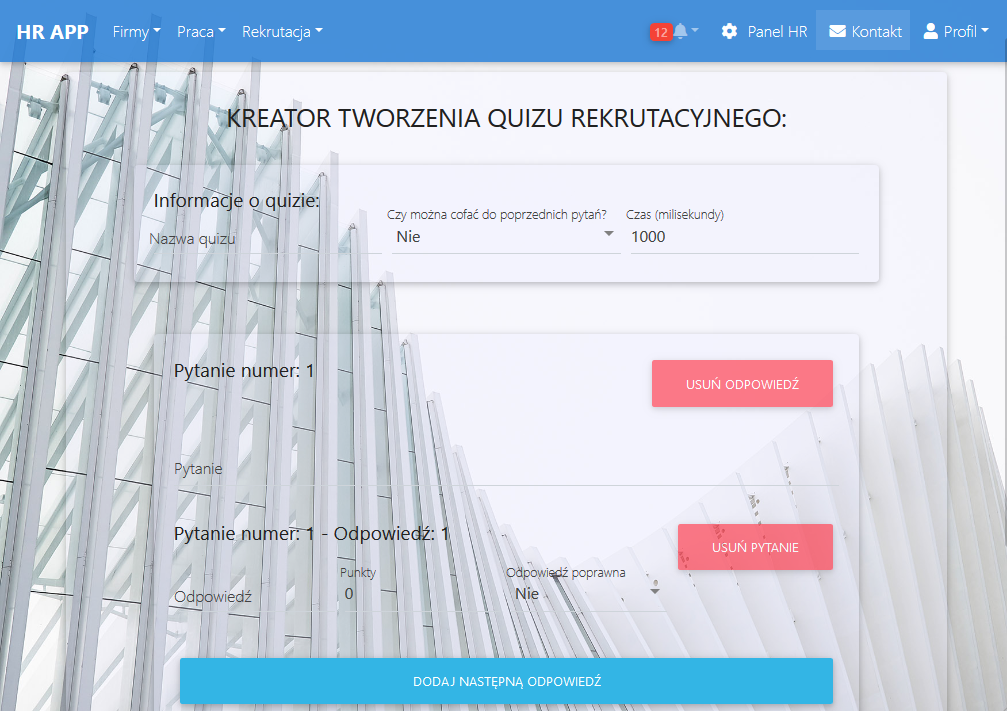 HR APP Firmy Praca Rekrutacja 12 Panel HR Kontakt Profil
KREATOR TWORZENIA QUIZU REKRUTACYJNEGO:
Informacje o quizie:
Czy można cofać do poprzednich pytań? Czas (milisekundy)
Nazwa quizu Nie 1000
Pytanie numer: 1
USUŃ ODPOWIEDŹ
Pytanie
Pytanie numer: 1 - Odpowiedź: 1
USUŃ PYTANIE
Punkty Odpowiedź poprawna
Odpowiedź 0 Nie
DODAJ NASTĘPNĄ ODPOWIEDŹ